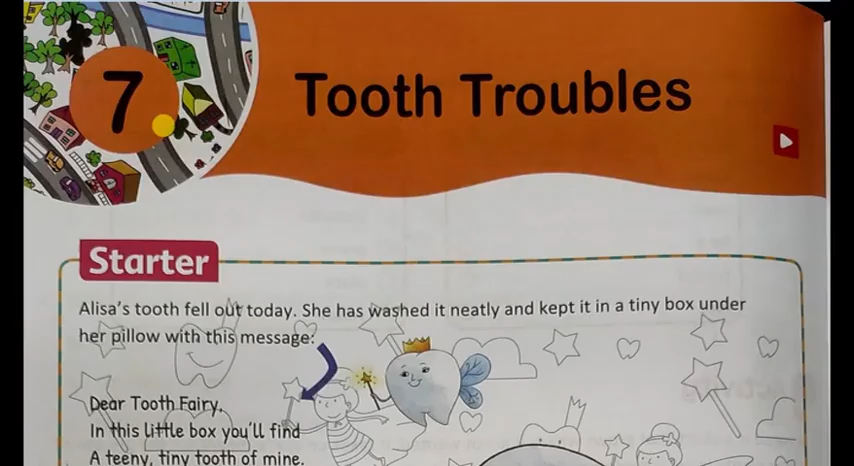 7
Tooth Troubles
Starter
Alisa's tooth fell out today. She has washed it neatly and kept it in a tiny box under
her pillow with this message:
Dear Tooth Fairy,
In this little box you'll find
A teeny, tiny tooth of mine.